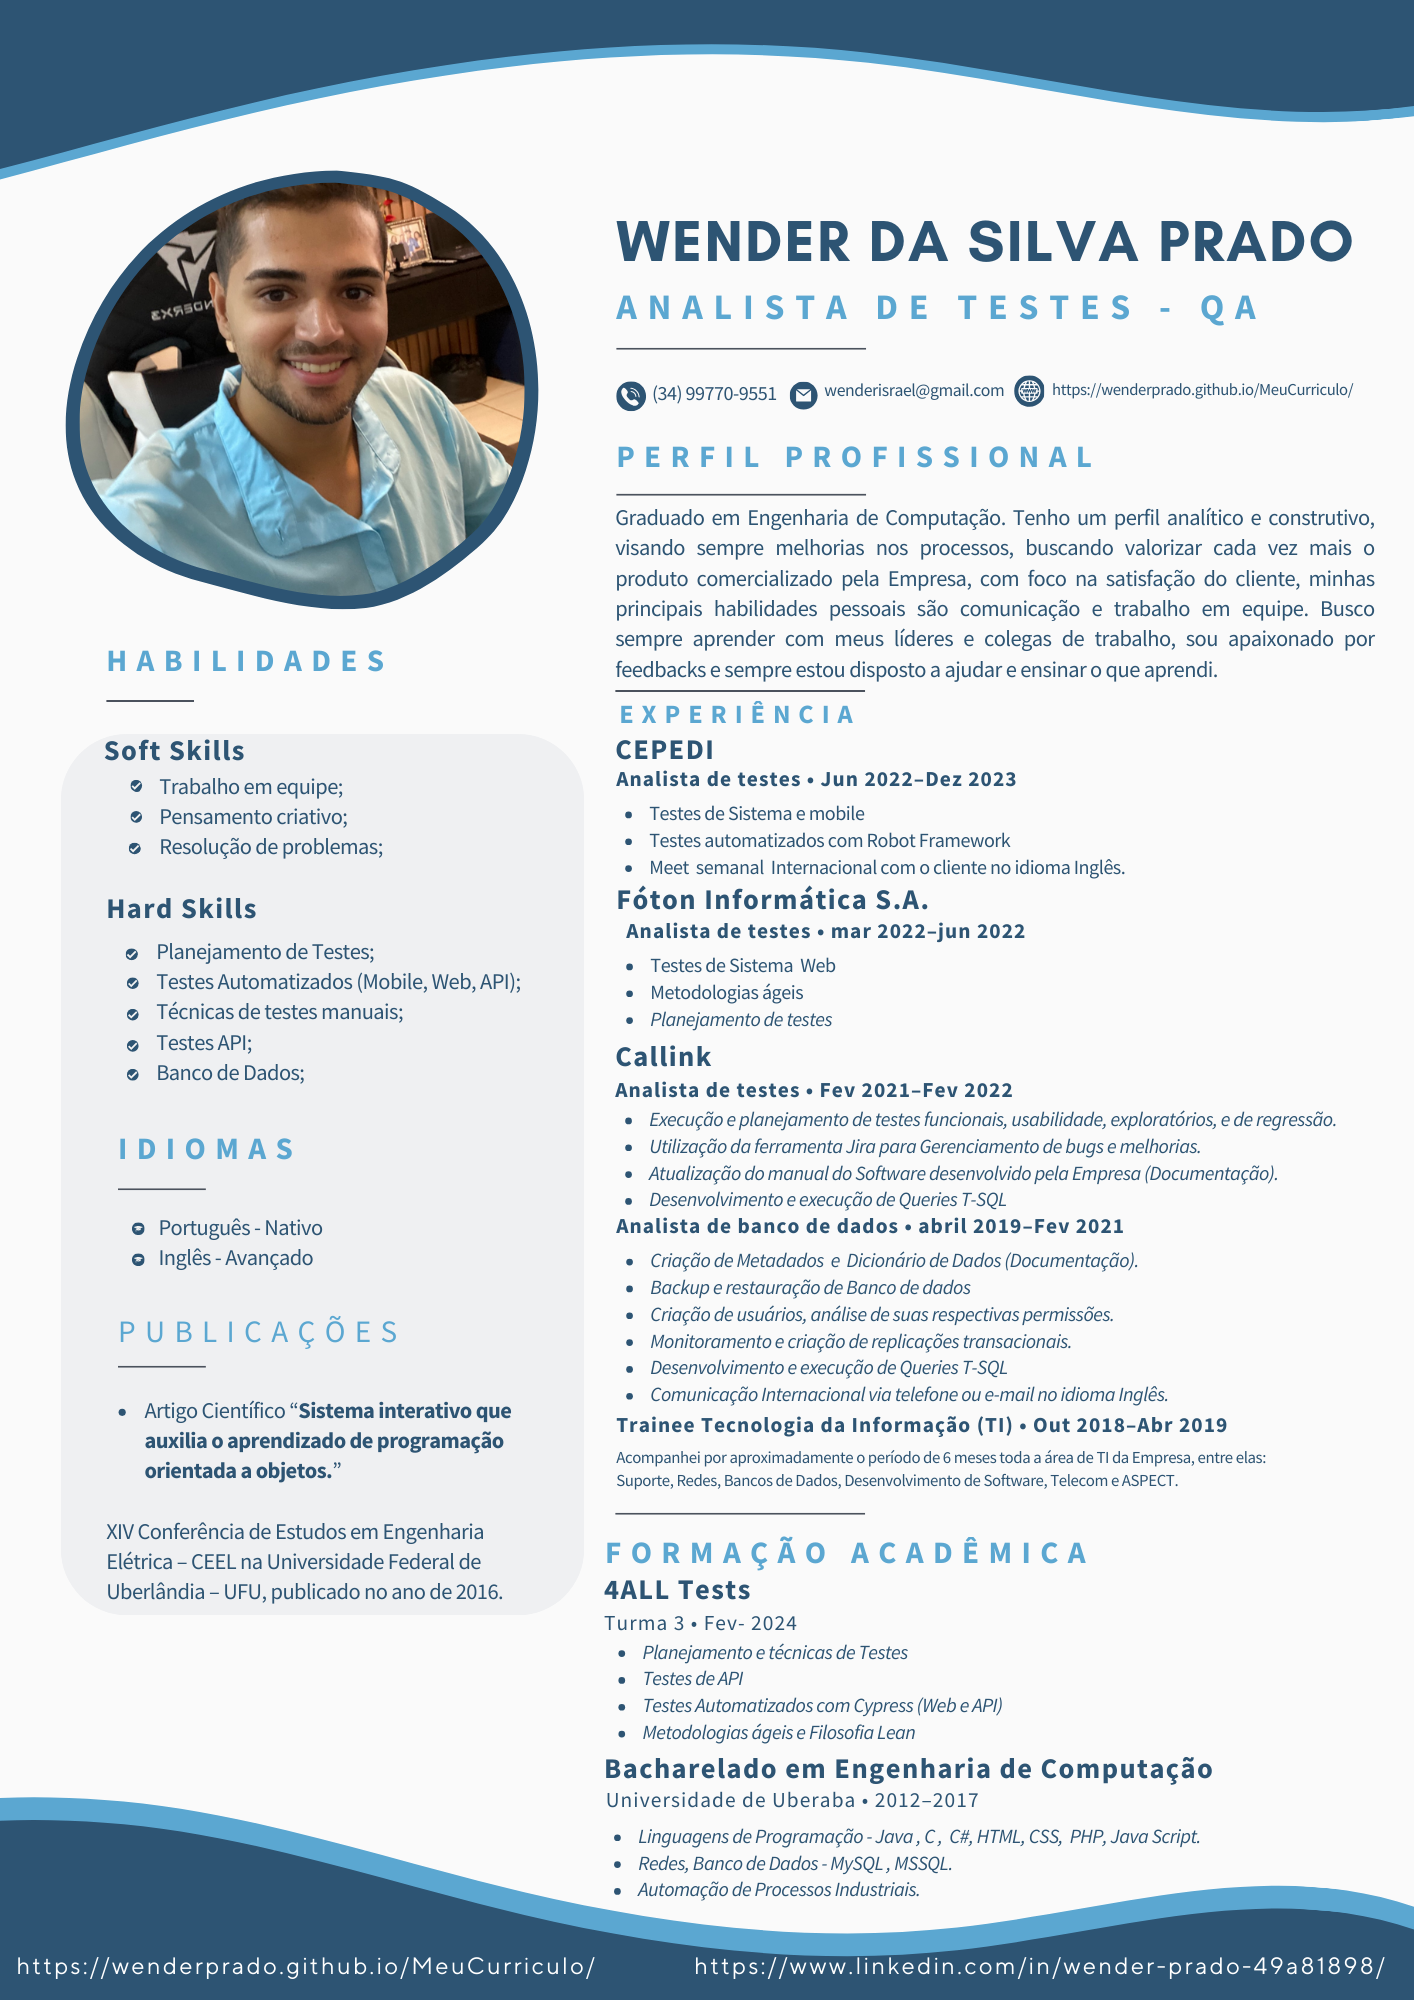 WENDER DA SILVA PRADO
ANALISTA DE TESTES - QA
(34) 99770-9551 wenderisrael@gmail.com https://wenderprado.github.io/MeuCurriculo/
PERFIL PROFISSIONAL
Graduado em Engenharia de Computação. Tenho um perfil analítico e construtivo,
visando sempre melhorias nos processos, buscando valorizar cada vez mais o
produto comercializado pela Empresa, com foco na satisfação do cliente, minhas
principais habilidades pessoais são comunicação e trabalho em equipe. Busco
sempre aprender com meus líderes e colegas de trabalho, sou apaixonado por
feedbacks e sempre estou disposto a ajudar e ensinar o que aprendi.
HABILIDADES
Soft Skills
Trabalho em equipe;
Pensamento criativo;
Resolução de problemas;
Hard Skills
Planejamento de Testes;
Testes Automatizados (Mobile, Web, API);
Técnicas de testes manuais;
Testes API;
Banco de Dados;
IDIOMAS
Português - Nativo
Inglês - Avançado
PUBLICAÇÕES
• Artigo Científico “Sistema interativo que
auxilia o aprendizado de programação
orientada a objetos.”
XIV Conferência de Estudos em Engenharia
Elétrica – CEEL na Universidade Federal de
Uberlândia – UFU, publicado no ano de 2016.
EXPERIÊNCIA
CEPEDI
Analista de testes • Jun 2022–Dez 2023
• Testes de Sistema e mobile
• Testes automatizados com Robot Framework
• Meet semanal Internacional com o cliente no idioma Inglês.
Fóton Informática S.A.
Analista de testes • mar 2022–jun 2022
• Testes de Sistema Web
• Metodologias ágeis
• Planejamento de testes
Callink
Analista de testes • Fev 2021–Fev 2022
• Execução e planejamento de testes funcionais, usabilidade, exploratórios, e de regressão.
• Utilização da ferramenta Jira para Gerenciamento de bugs e melhorias.
• Atualização do manual do Software desenvolvido pela Empresa (Documentação).
• Desenvolvimento e execução de Queries T-SQL
Analista de banco de dados • abril 2019–Fev 2021
• Criação de Metadados e Dicionário de Dados (Documentação).
• Backup e restauração de Banco de dados
• Criação de usuários, análise de suas respectivas permissões.
• Monitoramento e criação de replicações transacionais.
• Desenvolvimento e execução de Queries T-SQL
• Comunicação Internacional via telefone ou e-mail no idioma Inglês.
Trainee Tecnologia da Informação (TI) • Out 2018–Abr 2019
Acompanhei por aproximadamente o período de 6 meses toda a área de TI da Empresa, entre elas:
Suporte, Redes, Bancos de Dados, Desenvolvimento de Software, Telecom e ASPECT.
FORMAÇÃO ACADÊMICA
4ALL Tests
Turma 3 • Fev- 2024
• Planejamento e técnicas de Testes
• Testes de API
• Testes Automatizados com Cypress (Web e API)
• Metodologias ágeis e Filosofia Lean
Bacharelado em Engenharia de Computação
Universidade de Uberaba • 2012–2017
• Linguagens de Programação - Java , C , C#, HTML, CSS, PHP, Java Script.
• Redes, Banco de Dados - MySQL , MSSQL.
• Automação de Processos Industriais.
https://wenderprado.github.io/MeuCurriculo/ https://www.linkedin.com/in/wender-prado-49a81898/